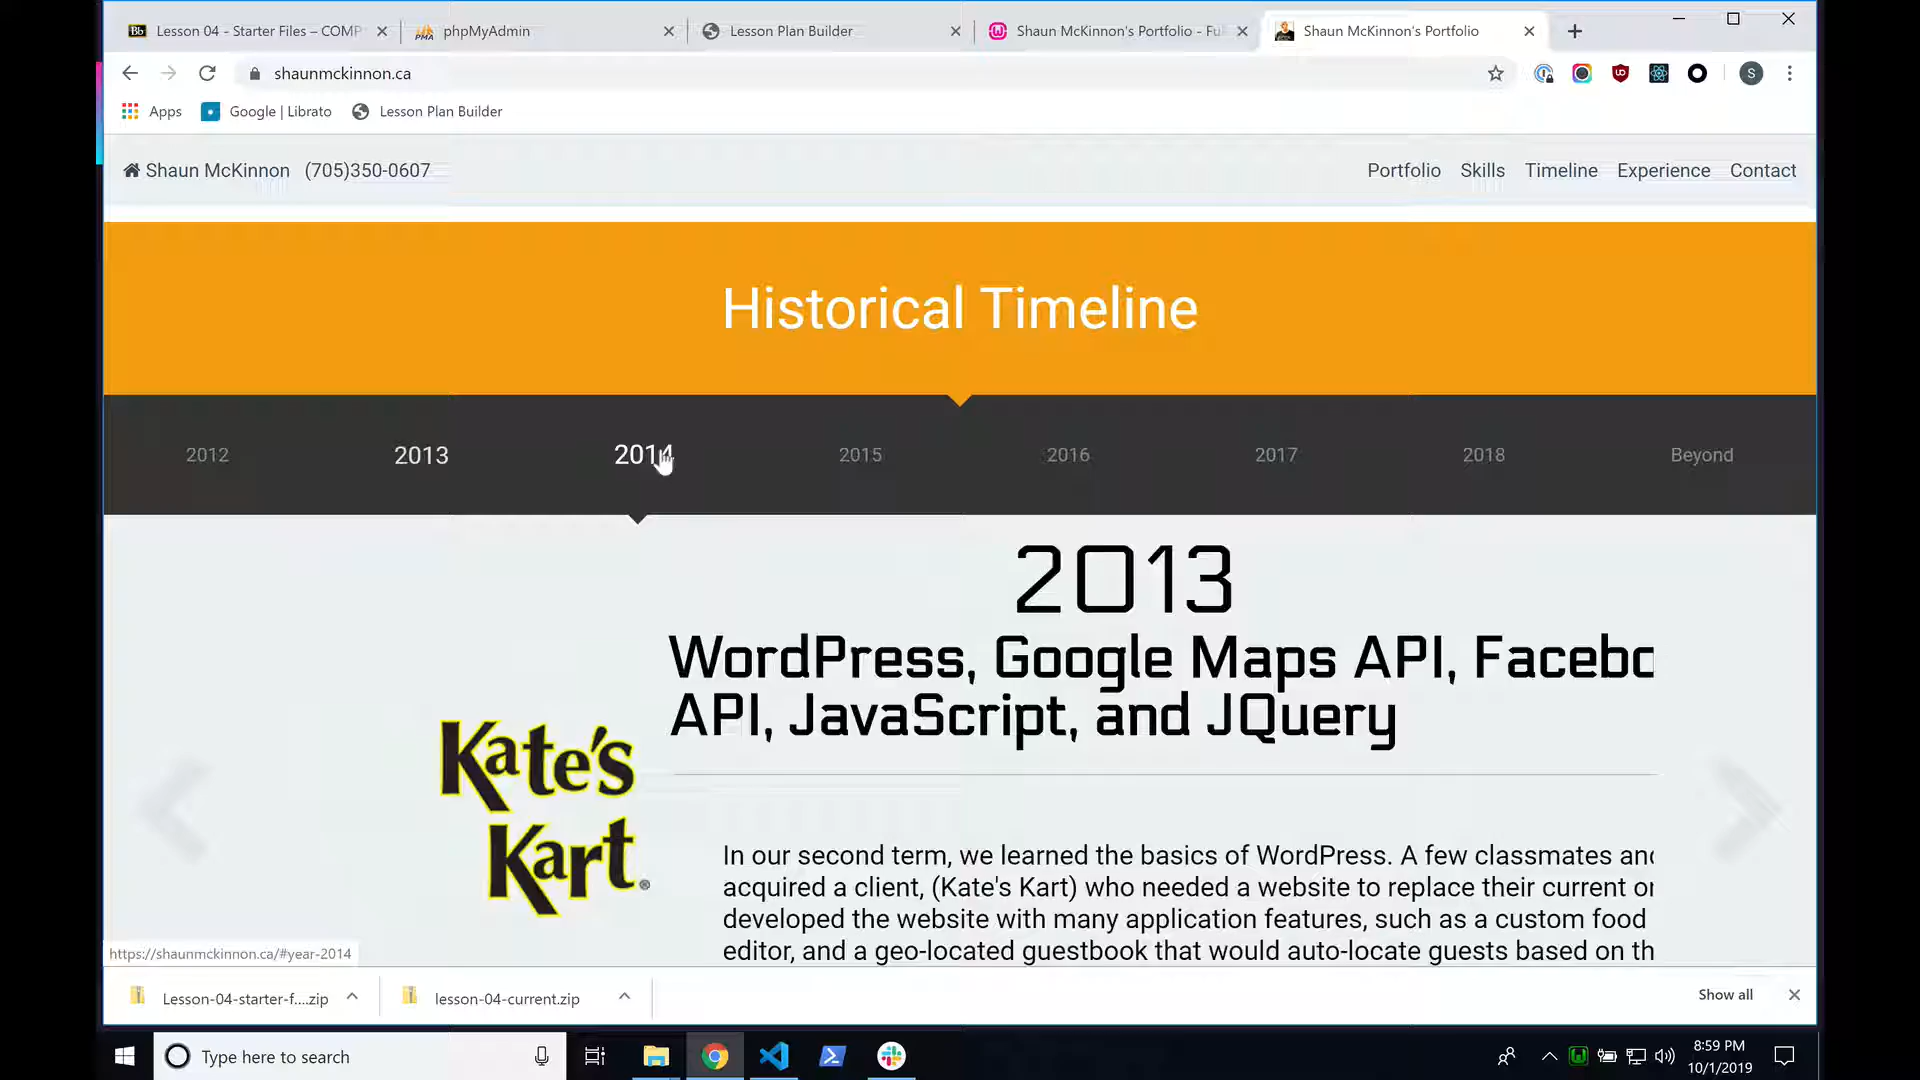 Lesson 04 - Starter Files – COMP
phpMyAdmin
Lesson Plan Builder
Shaun McKinnon's Portfolio - Ful
Shaun McKinnon's Portfolio
shaunmckinnon.ca
S
Apps
Google | Librato
Lesson Plan Builder
Shaun McKinnon (705)350-0607
Portfolio Skills Timeline Experience Contact
Historical Timeline
2012 2013 2014 2015 2016 2017 2018 Beyond
2013
WordPress, Google Maps API, Facebo
API, JavaScript, and JQuery
Kate's
Kart®
In our second term, we learned the basics of WordPress. A few classmates and
acquired a client, (Kate's Kart) who needed a website to replace their current or
developed the website with many application features, such as a custom food
editor, and a geo-located guestbook that would auto-locate guests based on th
https://shaunmckinnon.ca/#year-2014
Lesson-04-starter-f....zip
lesson-04-current.zip
Show all
Type here to search
8:59 PM
10/1/2019